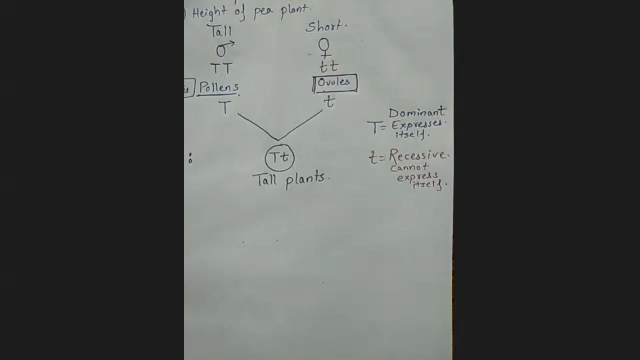 ) Height of pea plant.
Tall
Short.
♂
♀
TT
tt
Pollens
Ovules
T
t
Tt
Tall plants.
T = Dominant
Expresses
itself.
t = Recessive.
cannot
express
itself.